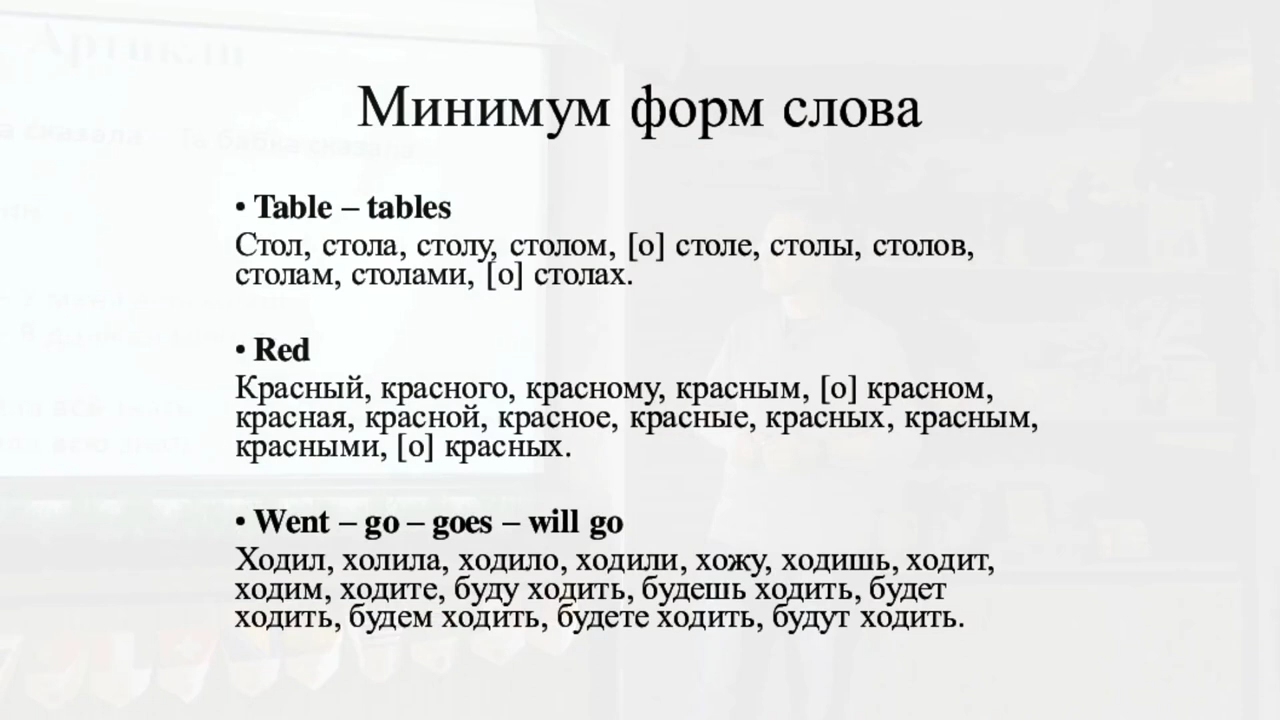 Артикли
Минимум форм слова
• Table – tables
Стол, стола, столу, столом, [о] столе, столы, столов,
столам, столами, [о] столах.
• Red
Красный, красного, красному, красным, [о] красном,
красная, красной, красное, красные, красных, красным,
красными, [о] красных.
• Went – go – goes – will go
Ходил, холила, ходило, ходили, хожу, ходишь, ходит,
ходим, ходите, буду ходить, будешь ходить, будет
ходить, будем ходить, будете ходить, будут ходить.